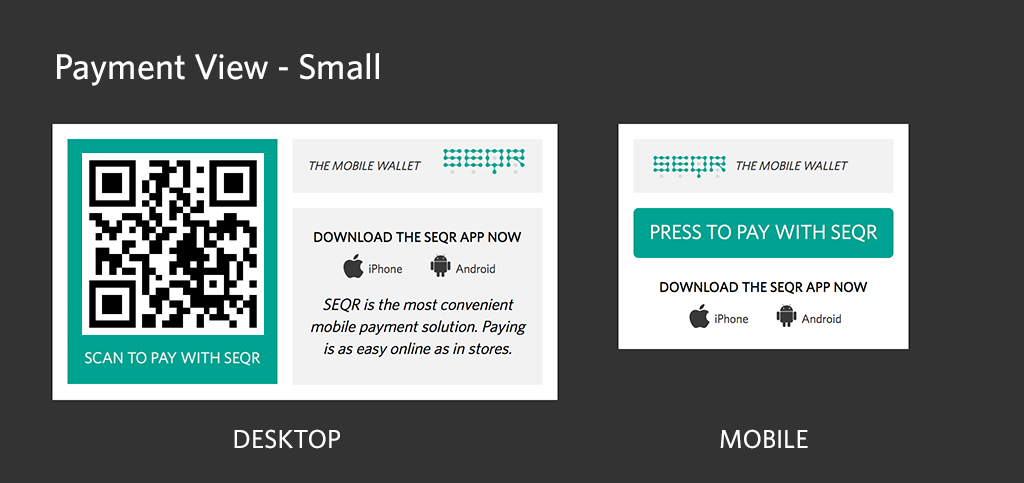 Payment View - Small
SCAN TO PAY WITH SEQR
THE MOBILE WALLET SEQR
DOWNLOAD THE SEQR APP NOW
iPhone Android
SEQR is the most convenient
mobile payment solution. Paying
is as easy online as in stores.
DESKTOP
SEQR THE MOBILE WALLET
PRESS TO PAY WITH SEQR
DOWNLOAD THE SEQR APP NOW
iPhone Android
MOBILE